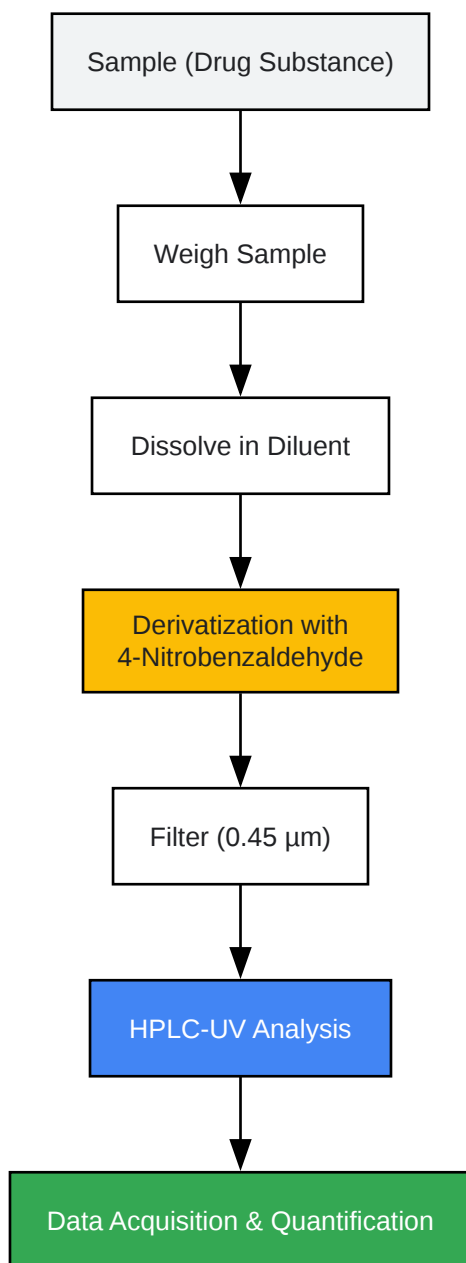 Sample (Drug Substance)
Weigh Sample
Dissolve in Diluent
Derivatization with
4-Nitrobenzaldehyde
Filter (0.45 µm)
HPLC-UV Analysis
Data Acquisition & Quantification